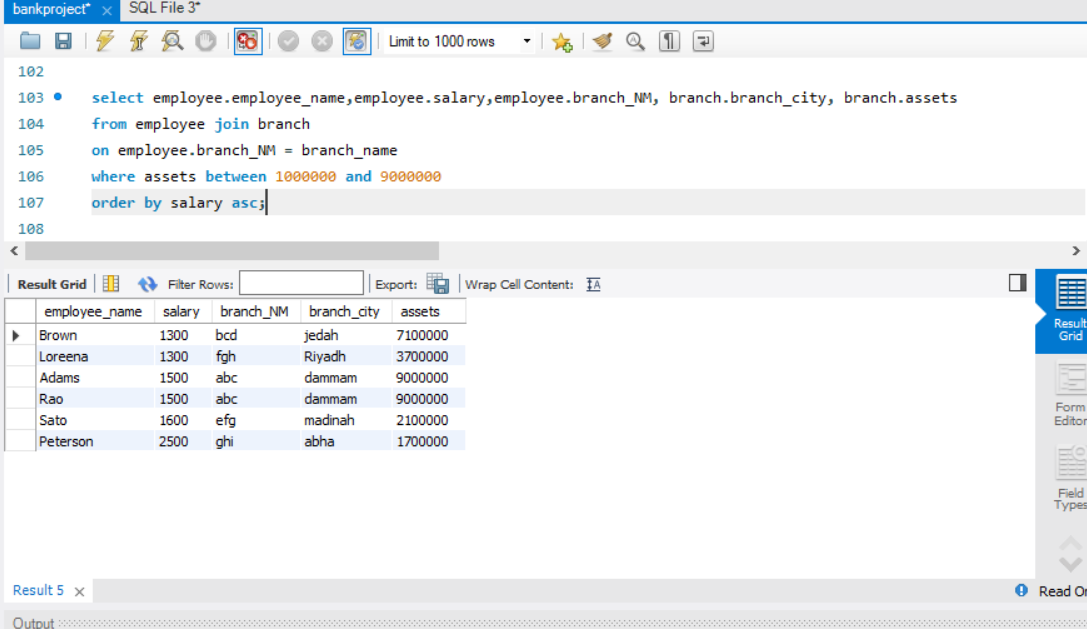 bankproject* × SQL File 3*
Limit to 1000 rows
102
103 select employee.employee_name,employee.salary,employee.branch_NM, branch.branch_city, branch.assets
104 from employee join branch
105 on employee.branch_NM = branch_name
106 where assets between 1000000 and 9000000
107 order by salary asc;
108
Result Grid Filter Rows: Export: Wrap Cell Content:
employee_name salary branch_NM branch_city assets
Brown 1300 bcd jedah 7100000
Loreena 1300 fgh Riyadh 3700000
Adams 1500 abc dammam 9000000
Rao 1500 abc dammam 9000000
Sato 1600 efg madinah 2100000
Peterson 2500 ghi abha 1700000
Result
Grid
Form
Editor
Field
Types
Result 5 × Read On
Output